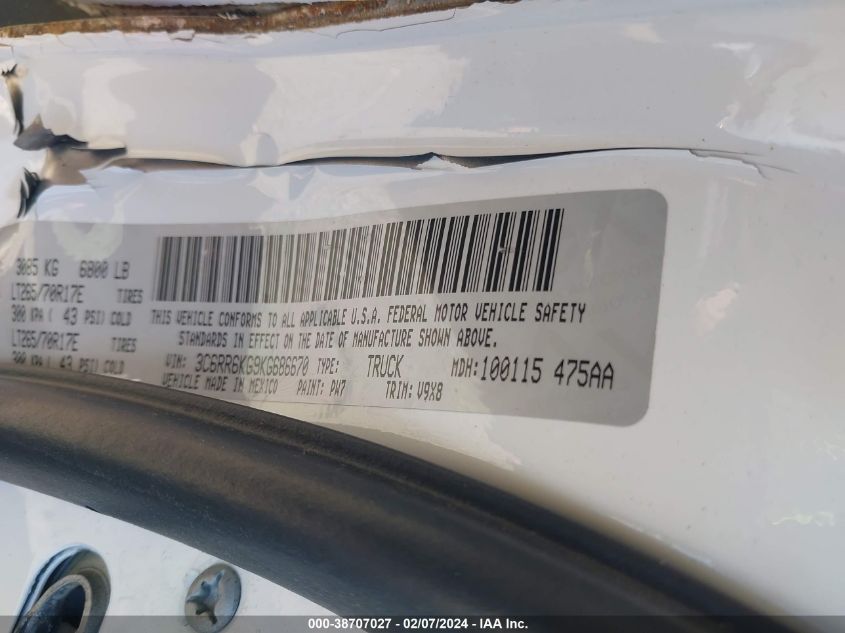 3085 KG 6800 LB
LT265/70R17E TIRES
300 KPA ( 43 PSI) COLD
LT265/70R17E TIRES
300 KPA ( 43 PSI) COLD
THIS VEHICLE CONFORMS TO ALL APPLICABLE U.S.A. FEDERAL MOTOR VEHICLE SAFETY
STANDARDS IN EFFECT ON THE DATE OF MANUFACTURE SHOWN ABOVE.
VIN: 3C6RR6KG9KG686670 TYPE: TRUCK MDH:100115 475AA
VEHICLE MADE IN MEXICO PAINT: PW7 TRIM: V9X8
000-38707027 - 02/07/2024 - IAA Inc.